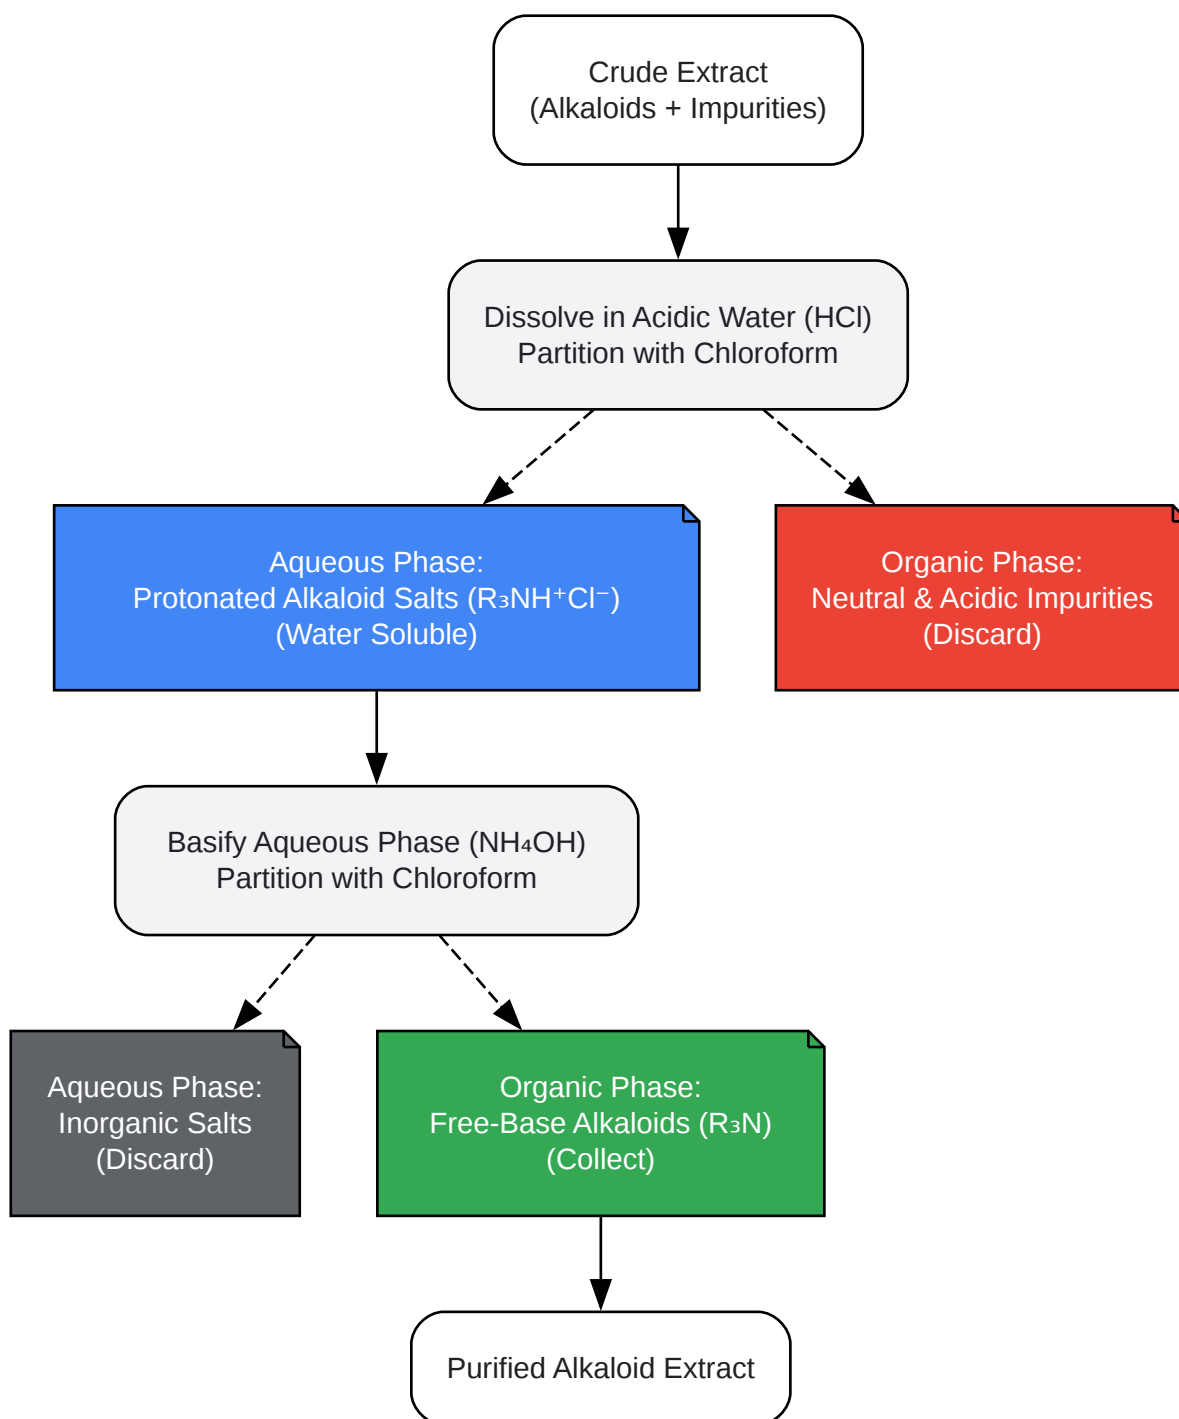 Crude Extract
(Alkaloids + Impurities)
Dissolve in Acidic Water (HCl)
Partition with Chloroform
Aqueous Phase:
Protonated Alkaloid Salts (R₃NH⁺Cl⁻)
(Water Soluble)
Organic Phase:
Neutral & Acidic Impurities
(Discard)
Basify Aqueous Phase (NH₄OH)
Partition with Chloroform
Aqueous Phase:
Inorganic Salts
(Discard)
Organic Phase:
Free-Base Alkaloids (R₃N)
(Collect)
Purified Alkaloid Extract